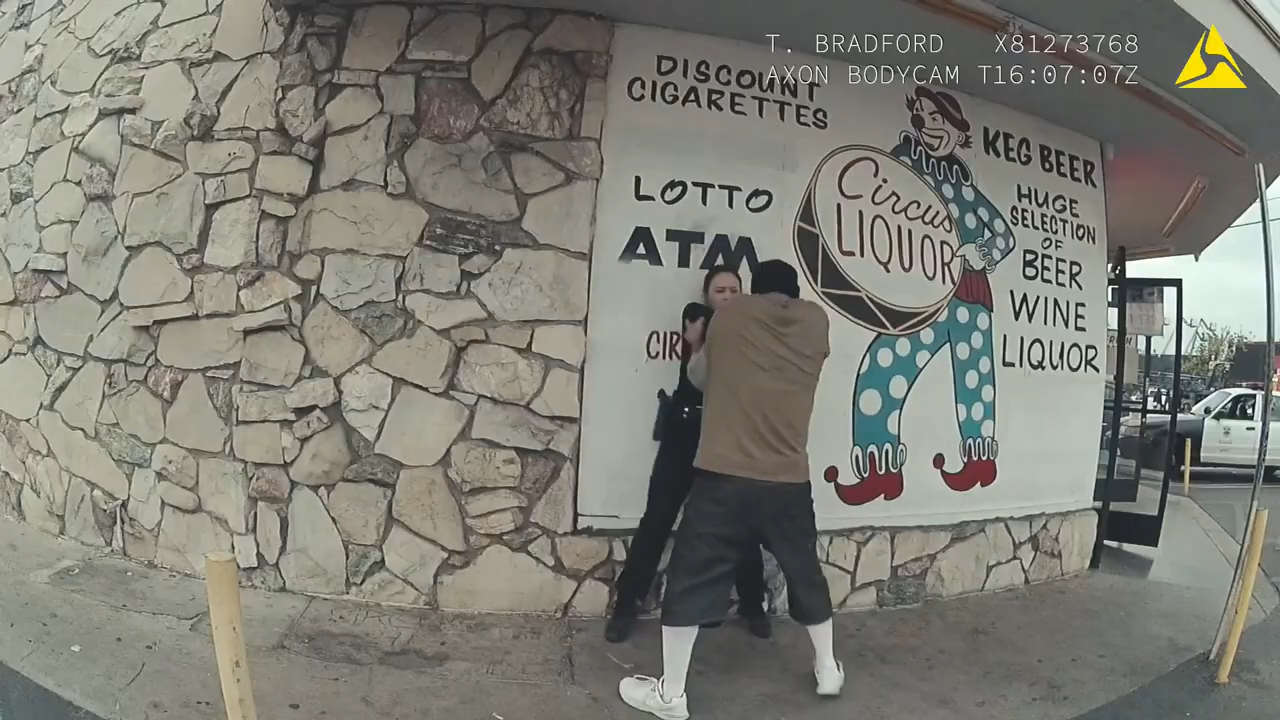 T. BRADFORD X81273768
AXON BODYCAM T16:07:07Z
DISCOUNT
CIGARETTES
LOTTO
ATM
CIR
Circus
LIQUOR
KEG BEER
HUGE
SELECTION
OF
BEER
WINE
LIQUOR